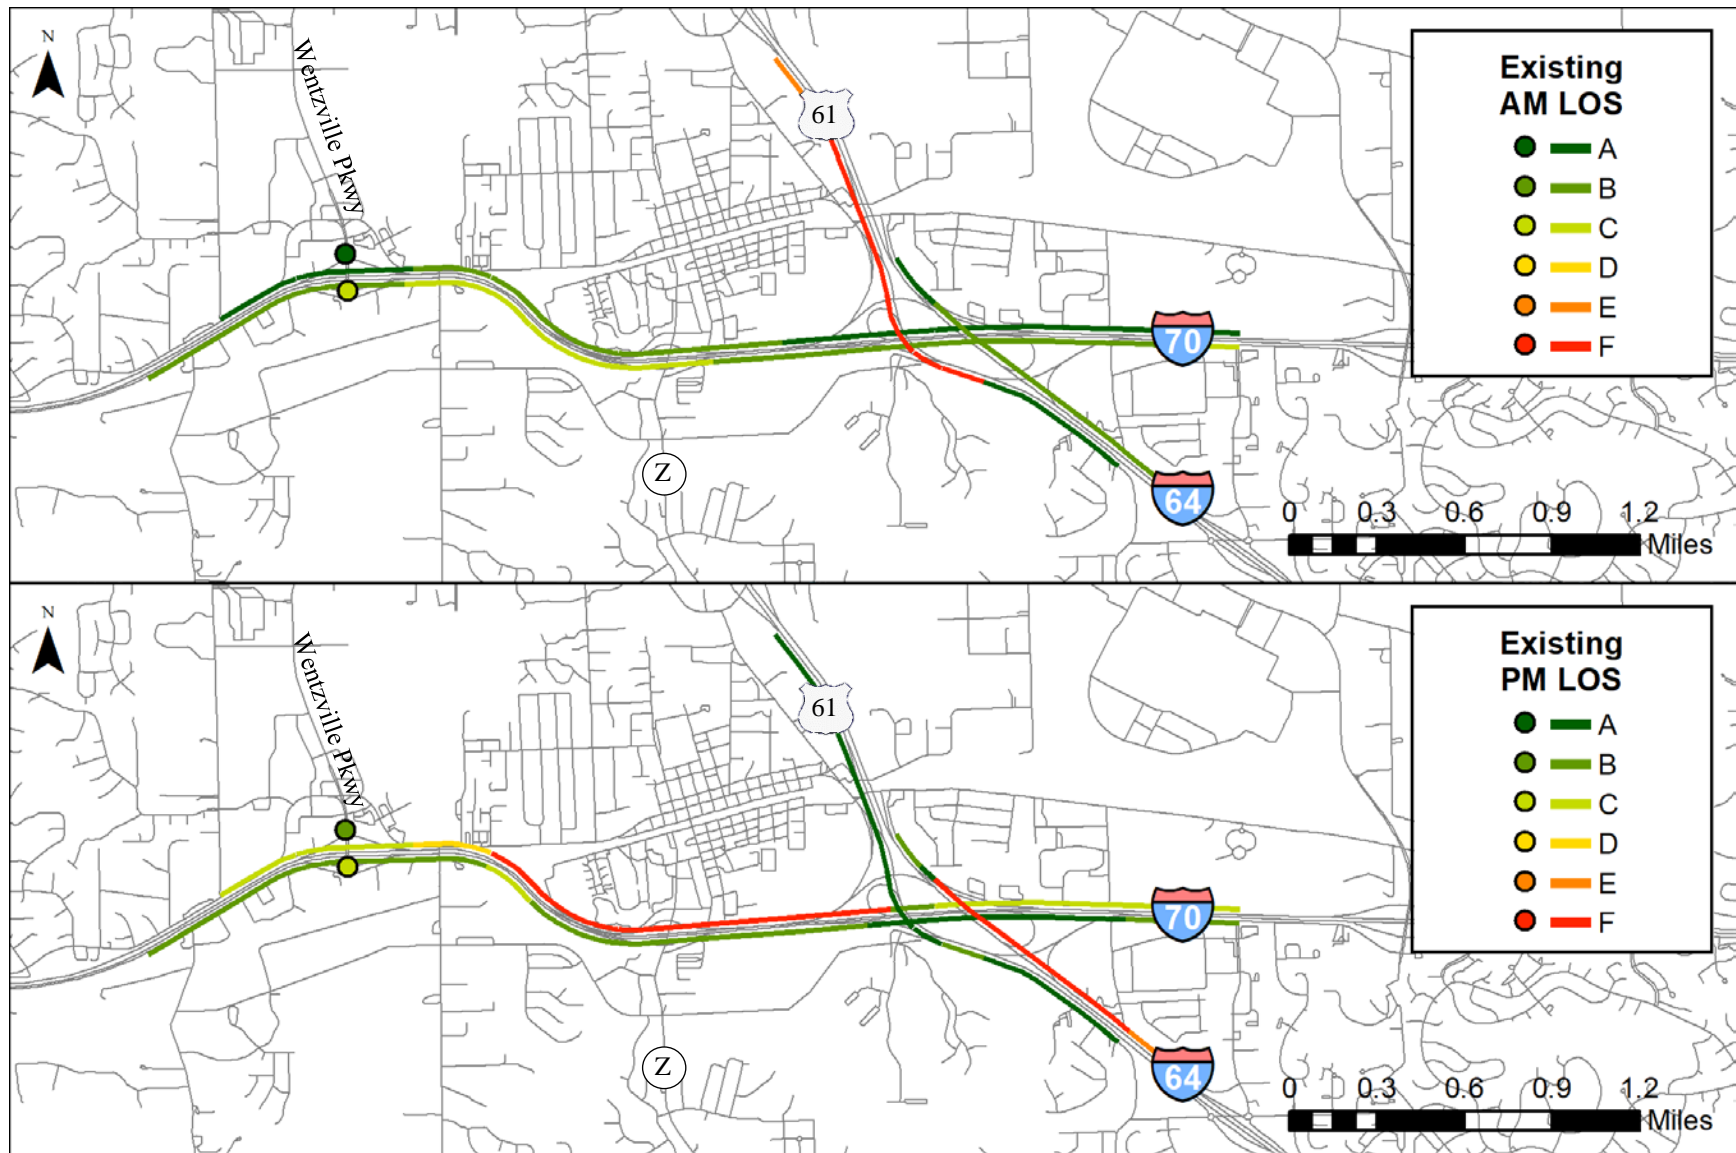 N
Wentzville Pkwy
61
70
64
Z
Existing
AM LOS
A
B
C
D
E
F
0 0.3 0.6 0.9 1.2
Miles
N
Wentzville Pkwy
61
70
64
Z
Existing
PM LOS
A
B
C
D
E
F
0 0.3 0.6 0.9 1.2
Miles